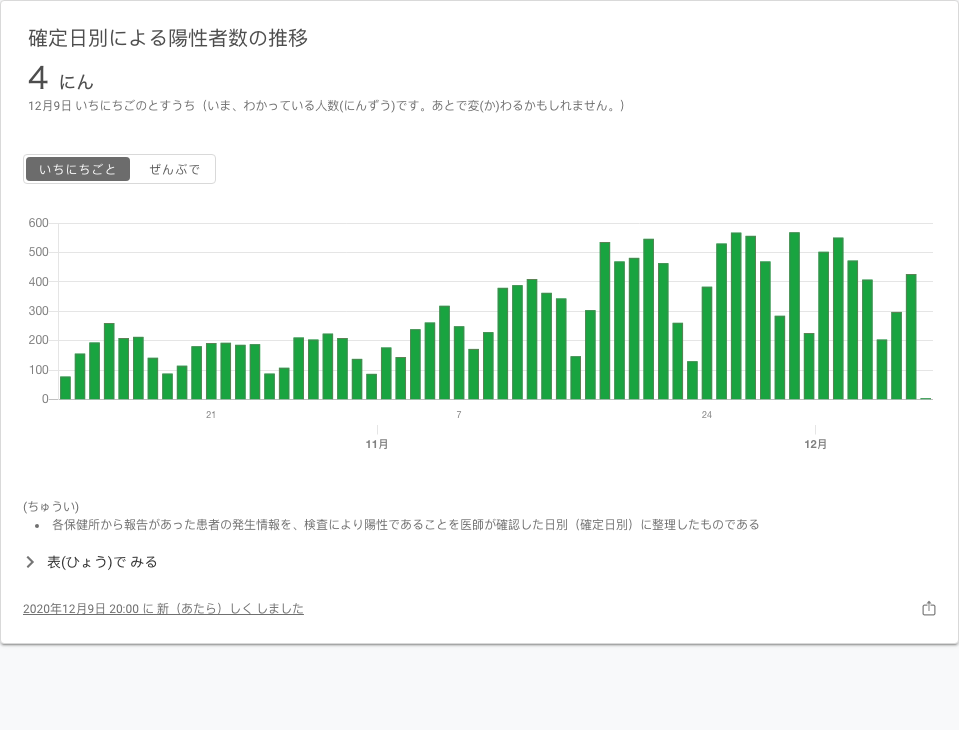 確定日別による陽性者数の推移
4 にん
12月9日 いちにちごのとすうち（いま、わかっている人数(にんずう)です。あとで変(か)わるかもしれません。）
いちにちごと ぜんぶで
600
500
400
300
200
100
0
21 7 24
11月 12月
(ちゅうい)
• 各保健所から報告があった患者の発生情報を、検査により陽性であることを医師が確認した日別（確定日別）に整理したものである
表(ひょう)で みる
2020年12月9日 20:00 に 新（あたら）しく しました